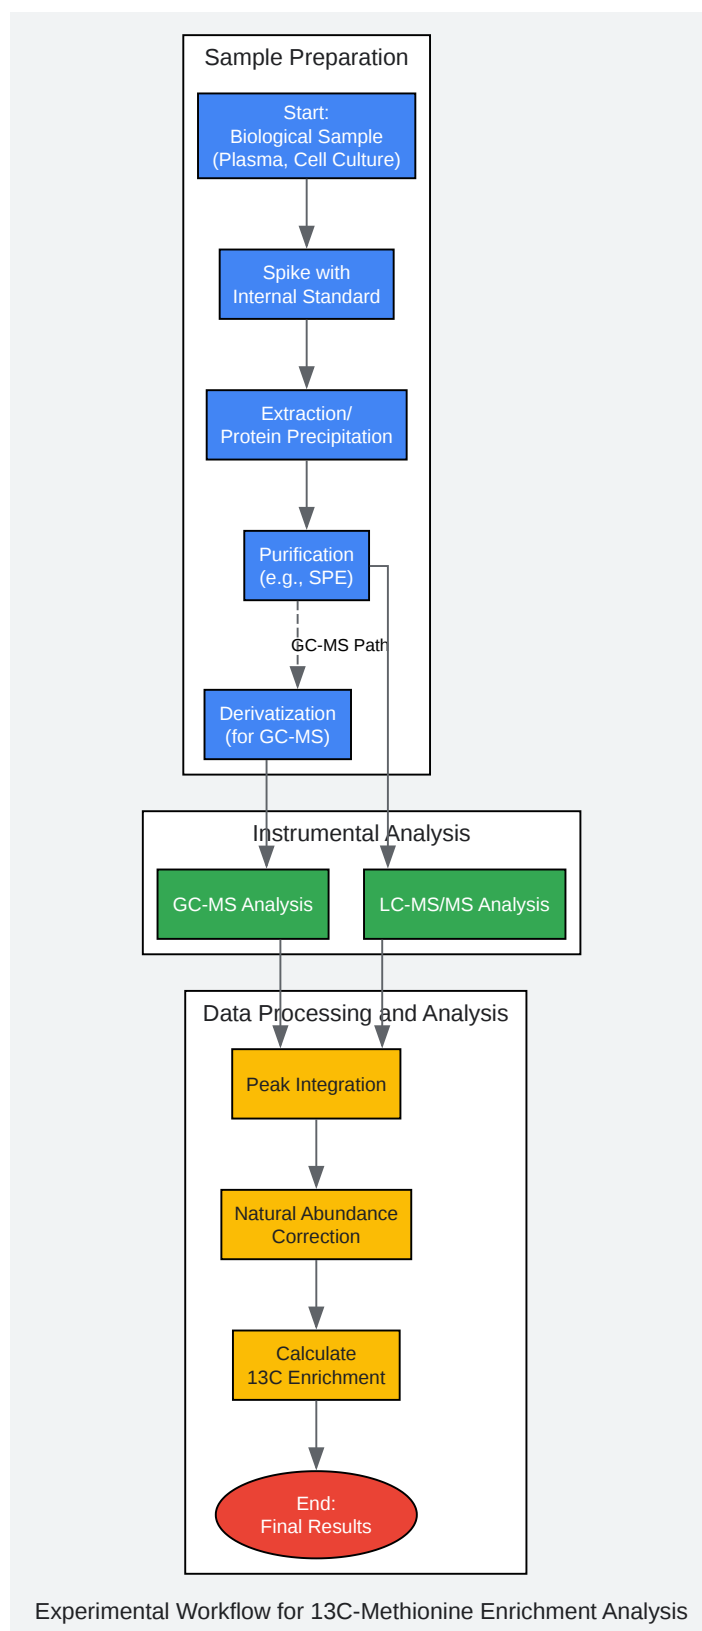 Sample Preparation
Start:
Biological Sample
(Plasma, Cell Culture)
Spike with
Internal Standard
Extraction/
Protein Precipitation
Purification
(e.g., SPE)
GC-MS Path
Derivatization
(for GC-MS)
Instrumental Analysis
GC-MS Analysis
LC-MS/MS Analysis
Data Processing and Analysis
Peak Integration
Natural Abundance
Correction
Calculate
13C Enrichment
End:
Final Results
Experimental Workflow for 13C-Methionine Enrichment Analysis